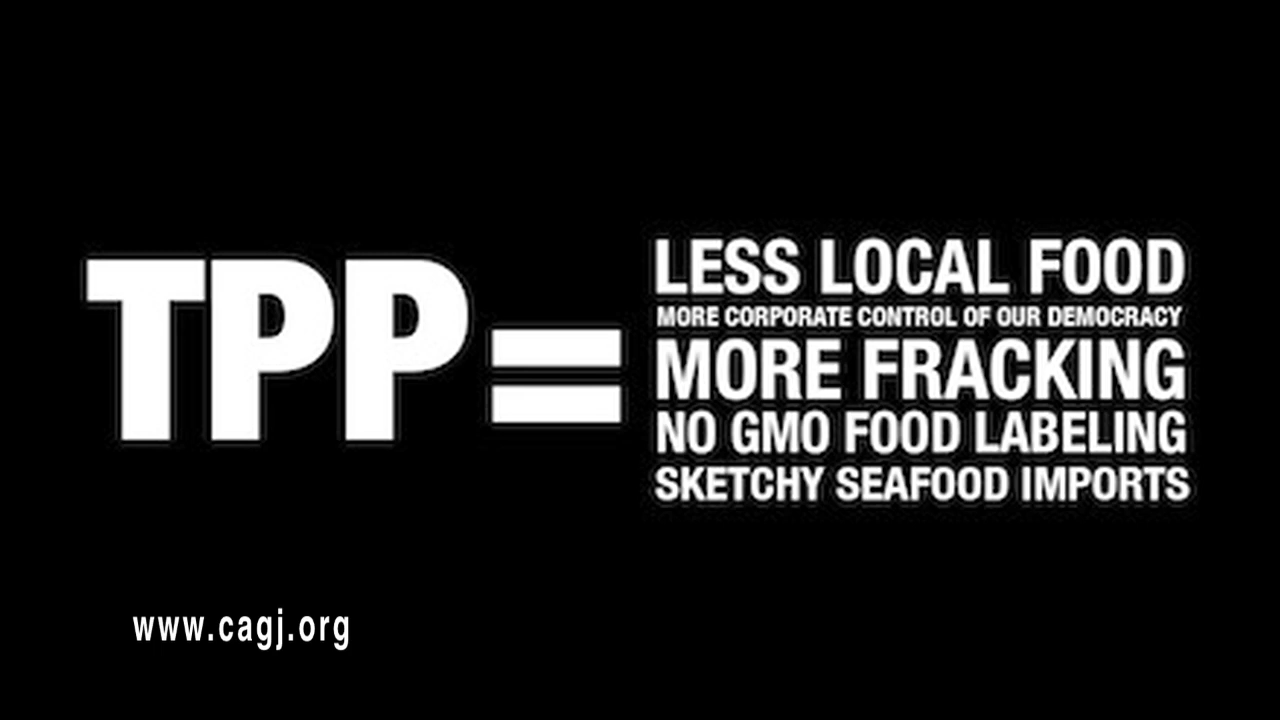 TPP =
LESS LOCAL FOOD
MORE CORPORATE CONTROL OF OUR DEMOCRACY
MORE FRACKING
NO GMO FOOD LABELING
SKETCHY SEAFOOD IMPORTS
www.cagj.org